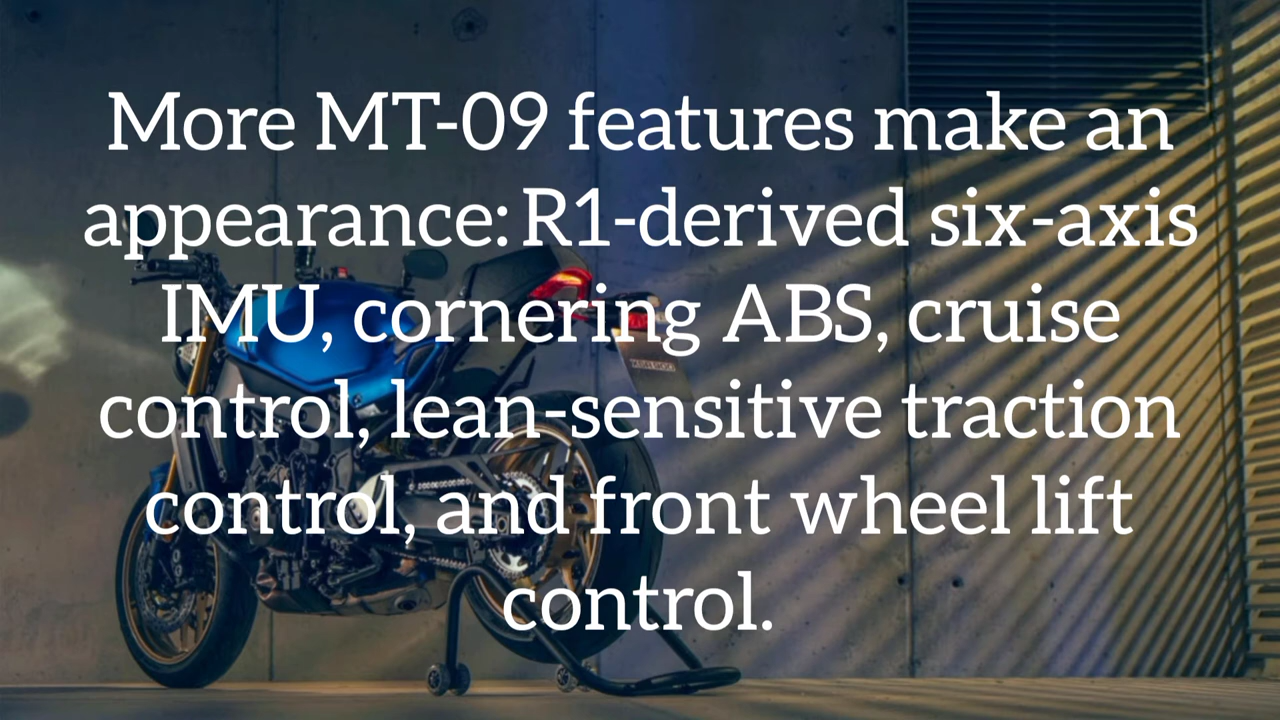 More MT-09 features make an
appearance: R1-derived six-axis
IMU, cornering ABS, cruise
control, lean-sensitive traction
control, and front wheel lift
control.